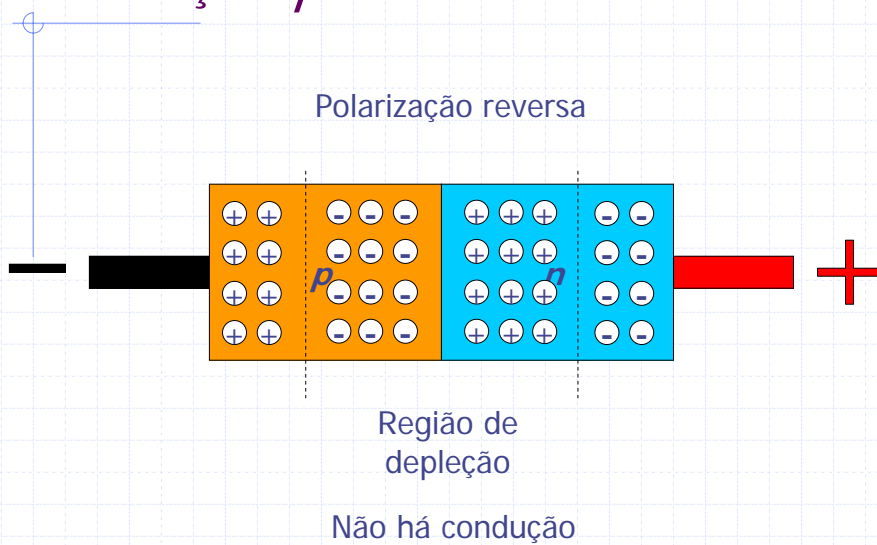 Polarização reversa
+ + - - - + + + - -
+ + - - - + + + - -
p n
− +
+ + - - - + + + - -
+ + - - - + + + - -
Região de
depleção
Não há condução